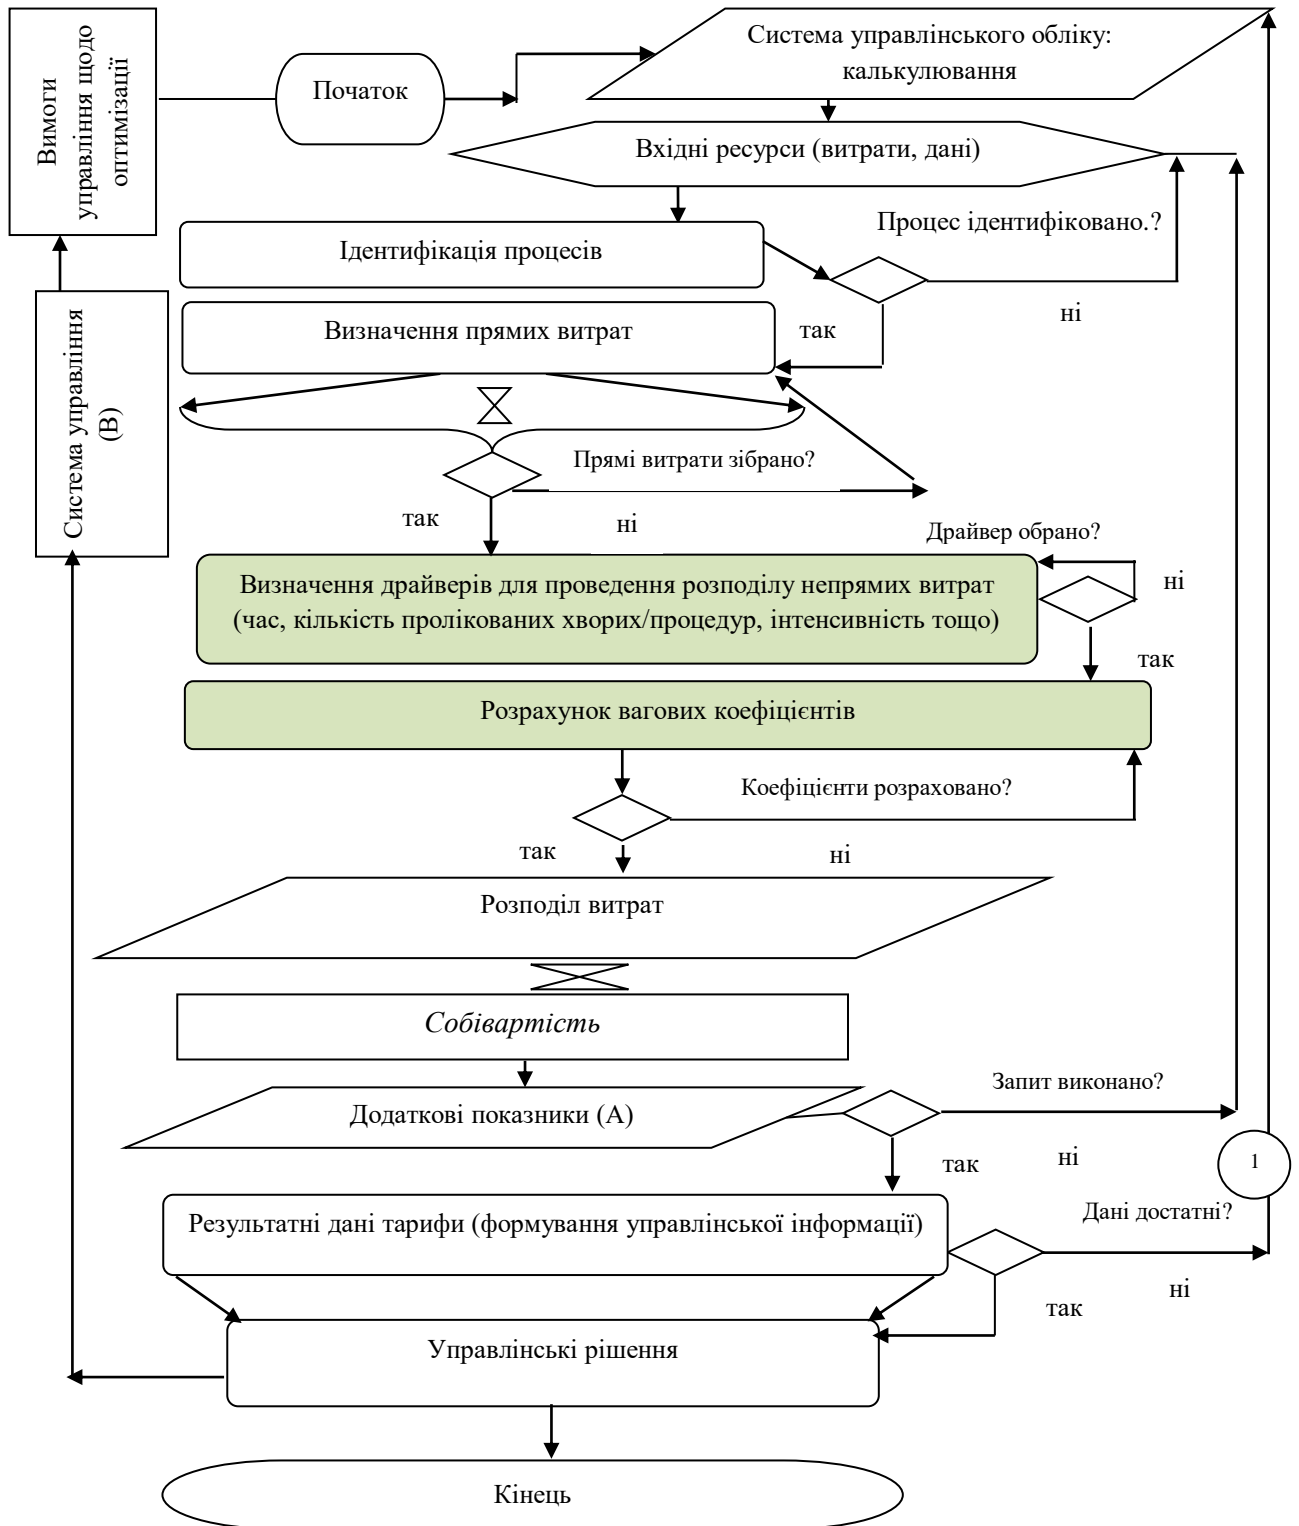 Вимоги
управління щодо
оптимізації
Початок
Система управлінського обліку:
калькулювання
Вхідні ресурси (витрати, дані)
Процес ідентифіковано.?
Ідентифікація процесів
ні
Визначення прямих витрат
так
Система управління
(В)
Прямі витрати зібрано?
так
ні
Драйвер обрано?
Визначення драйверів для проведення розподілу непрямих витрат
(час, кількість пролікованих хворих/процедур, інтенсивність тощо)
ні
так
Розрахунок вагових коефіцієнтів
Коефіцієнти розраховано?
так
ні
Розподіл витрат
Собівартість
Запит виконано?
Додаткові показники (А)
так
ні
1
Дані достатні?
Результатні дані тарифи (формування управлінської інформації)
ні
так
Управлінські рішення
Кінець